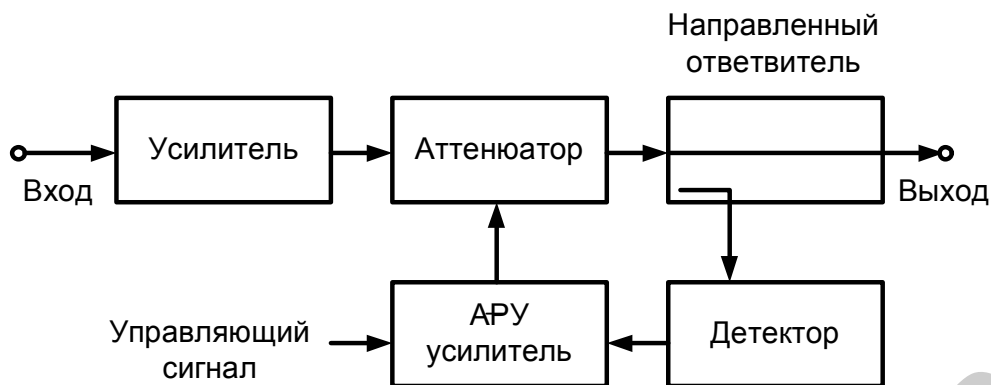 Направленный
ответвитель
Усилитель
Аттенюатор
Вход
Выход
Управляющий
сигнал
АРУ
усилитель
Детектор